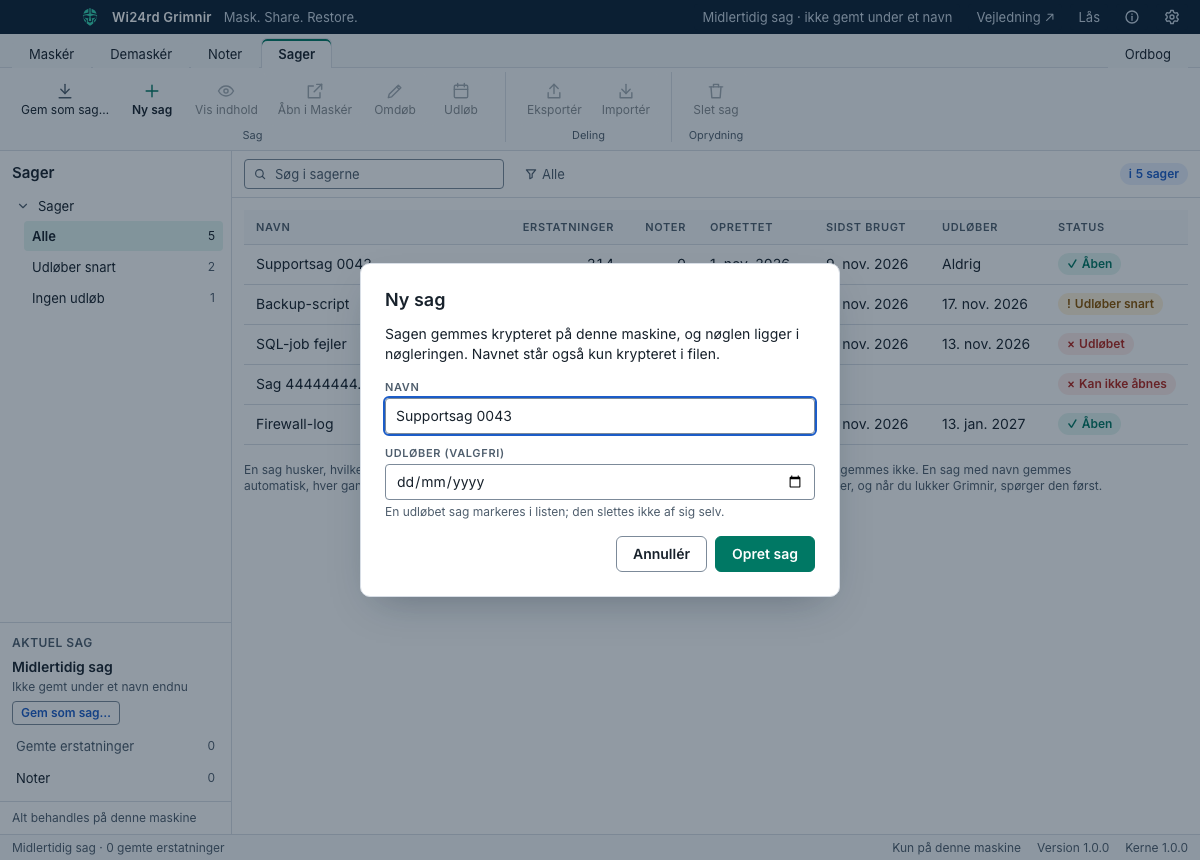 Wi24rd Grimnir Mask. Share. Restore. Midlertidig sag · ikke gemt under et navn Vejledning ↗ Lås
Maskér Demaskér Noter Sager Ordbog
Gem som sag... Ny sag Vis indhold Åbn i Maskér Omdøb Udløb Eksportér Importér Slet sag
Sag Deling Oprydning
Sager
Søg i sagerne Alle i 5 sager
Sager
Alle 5
Udløber snart 2
Ingen udløb 1
NAVN ERSTATNINGER NOTER OPRETTET SIDST BRUGT UDLØBER STATUS
Supportsag 0043 214 0 1. nov. 2026 9. nov. 2026 Aldrig ✓ Åben
Backup-script nov. 2026 17. nov. 2026 ! Udløber snart
SQL-job fejler nov. 2026 13. nov. 2026 × Udløbet
Sag 44444444. × Kan ikke åbnes
Firewall-log nov. 2026 13. jan. 2027 ✓ Åben
En sag husker, gemmes ikke. En sag med navn gemmes
automatisk, hver og når du lukker Grimnir, spørger den først.
Ny sag
Sagen gemmes krypteret på denne maskine, og nøglen ligger i
nøgleringen. Navnet står også kun krypteret i filen.
NAVN
Supportsag 0043
UDLØBER (VALGFRI)
dd/mm/yyyy
En udløbet sag markeres i listen; den slettes ikke af sig selv.
Annullér Opret sag
AKTUEL SAG
Midlertidig sag
Ikke gemt under et navn endnu
Gem som sag...
Gemte erstatninger 0
Noter 0
Alt behandles på denne maskine
Midlertidig sag · 0 gemte erstatninger Kun på denne maskine Version 1.0.0 Kerne 1.0.0